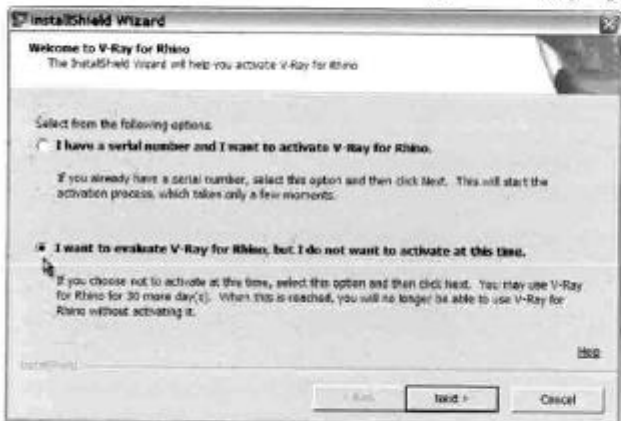 InstallShield Wizard
Welcome to V-Ray for Rhino
The InstallShield Wizard will help you activate V-Ray for Rhino
Select from the following options.
I have a serial number and I want to activate V-Ray for Rhino.
If you already have a serial number, select this option and then click Next. This will start the
activation process, which takes only a few moments.
I want to evaluate V-Ray for Rhino, but I do not want to activate at this time.
If you choose not to activate at this time, select this option and then click Next. You may use V-Ray
for Rhino for 30 more day(s). When this is reached, you will no longer be able to use V-Ray for
Rhino without activating it.
Help
InstallShield
< Back Next > Cancel